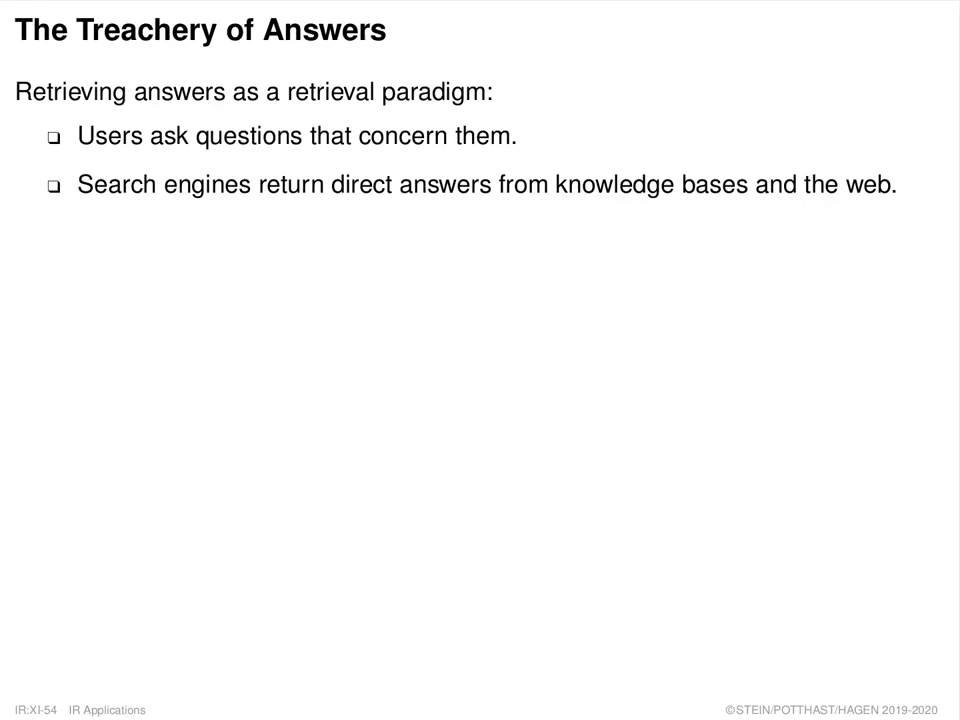 The Treachery of Answers
Retrieving answers as a retrieval paradigm:
❏ Users ask questions that concern them.
❏ Search engines return direct answers from knowledge bases and the web.
IR:XI-54 IR Applications ©STEIN/POTTHAST/HAGEN 2019-2020